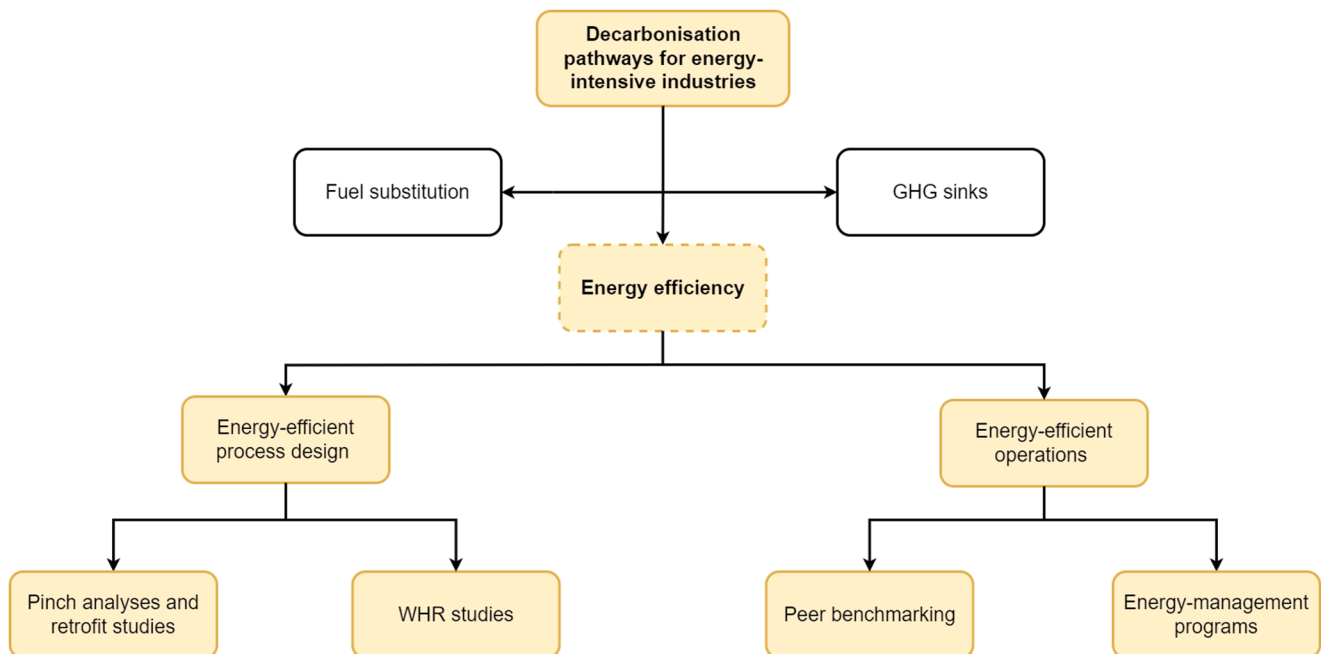 Decarbonisation
pathways for energy-
intensive industries
Fuel substitution
GHG sinks
Energy efficiency
Energy-efficient
process design
Energy-efficient
operations
Pinch analyses and
retrofit studies
WHR studies
Peer benchmarking
Energy-management
programs